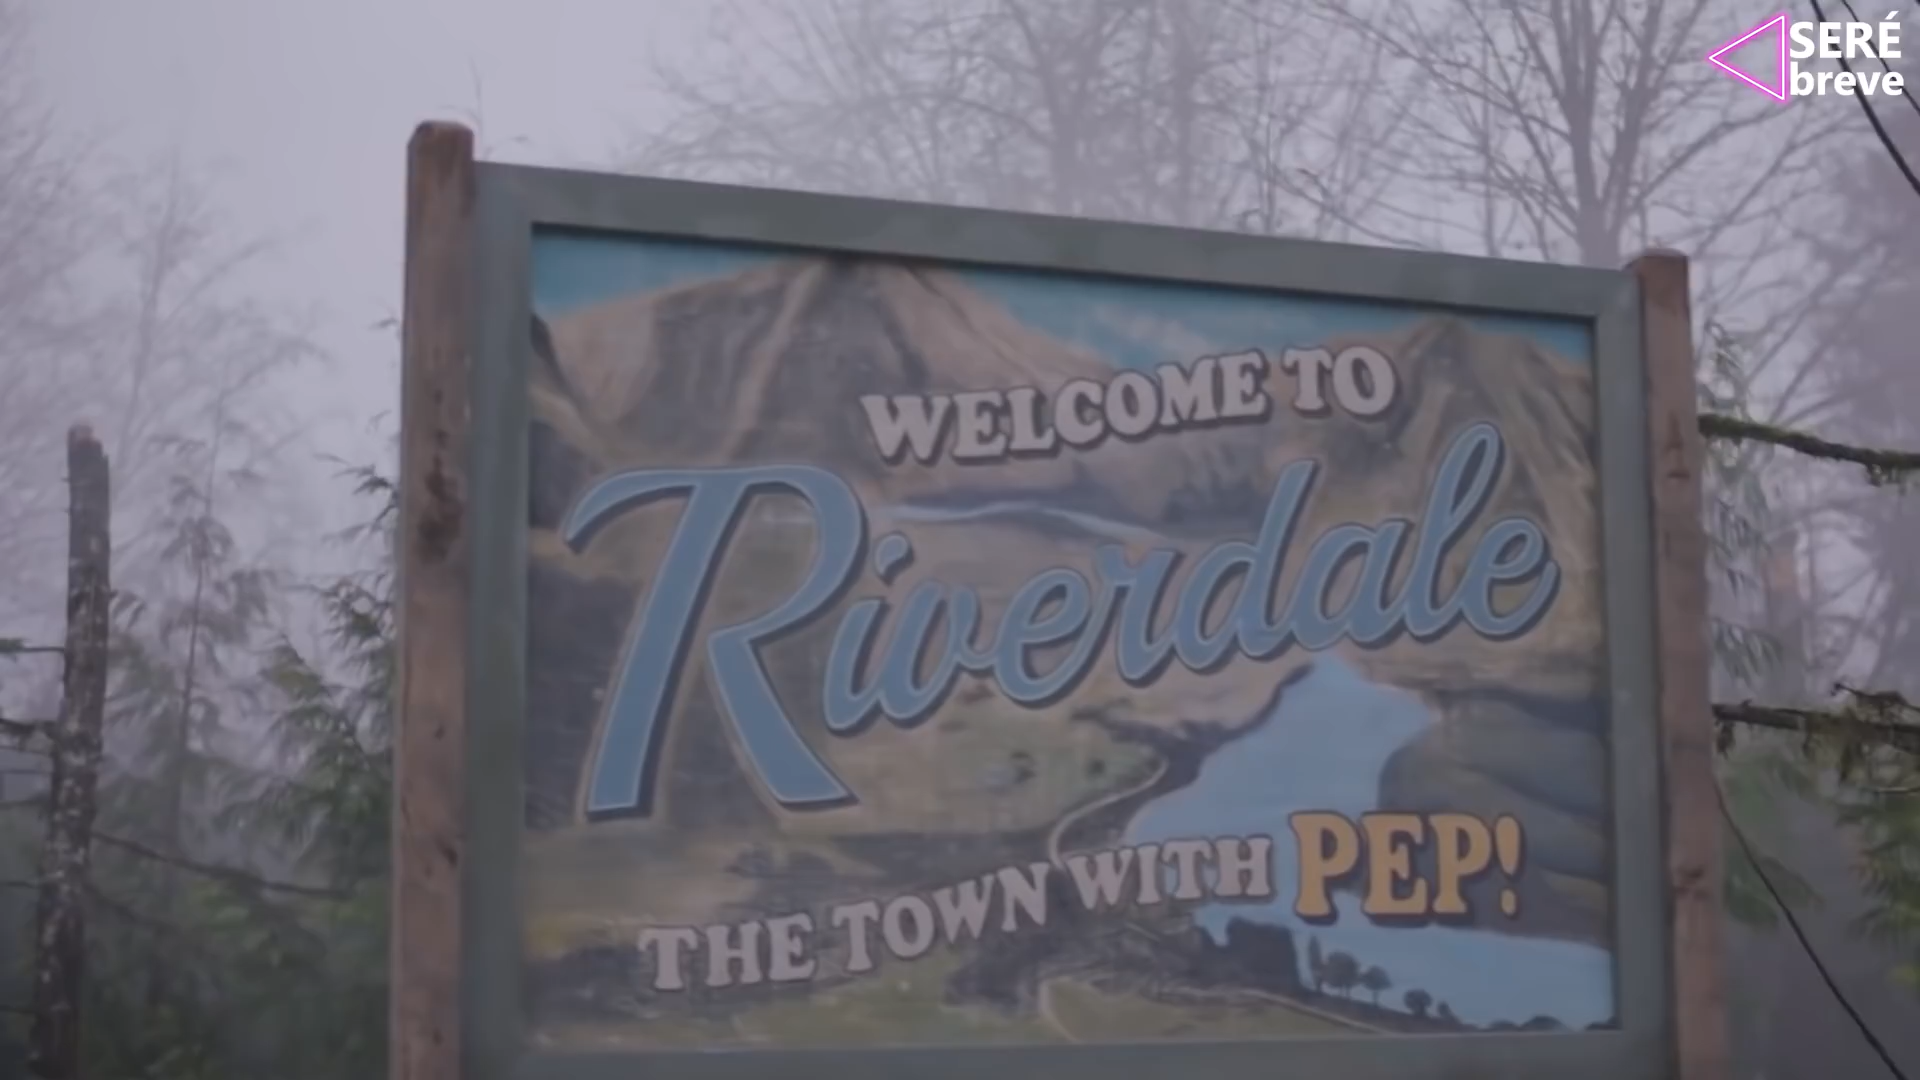 SERÉ
breve
WELCOME TO
Riverdale
THE TOWN WITH PEP!